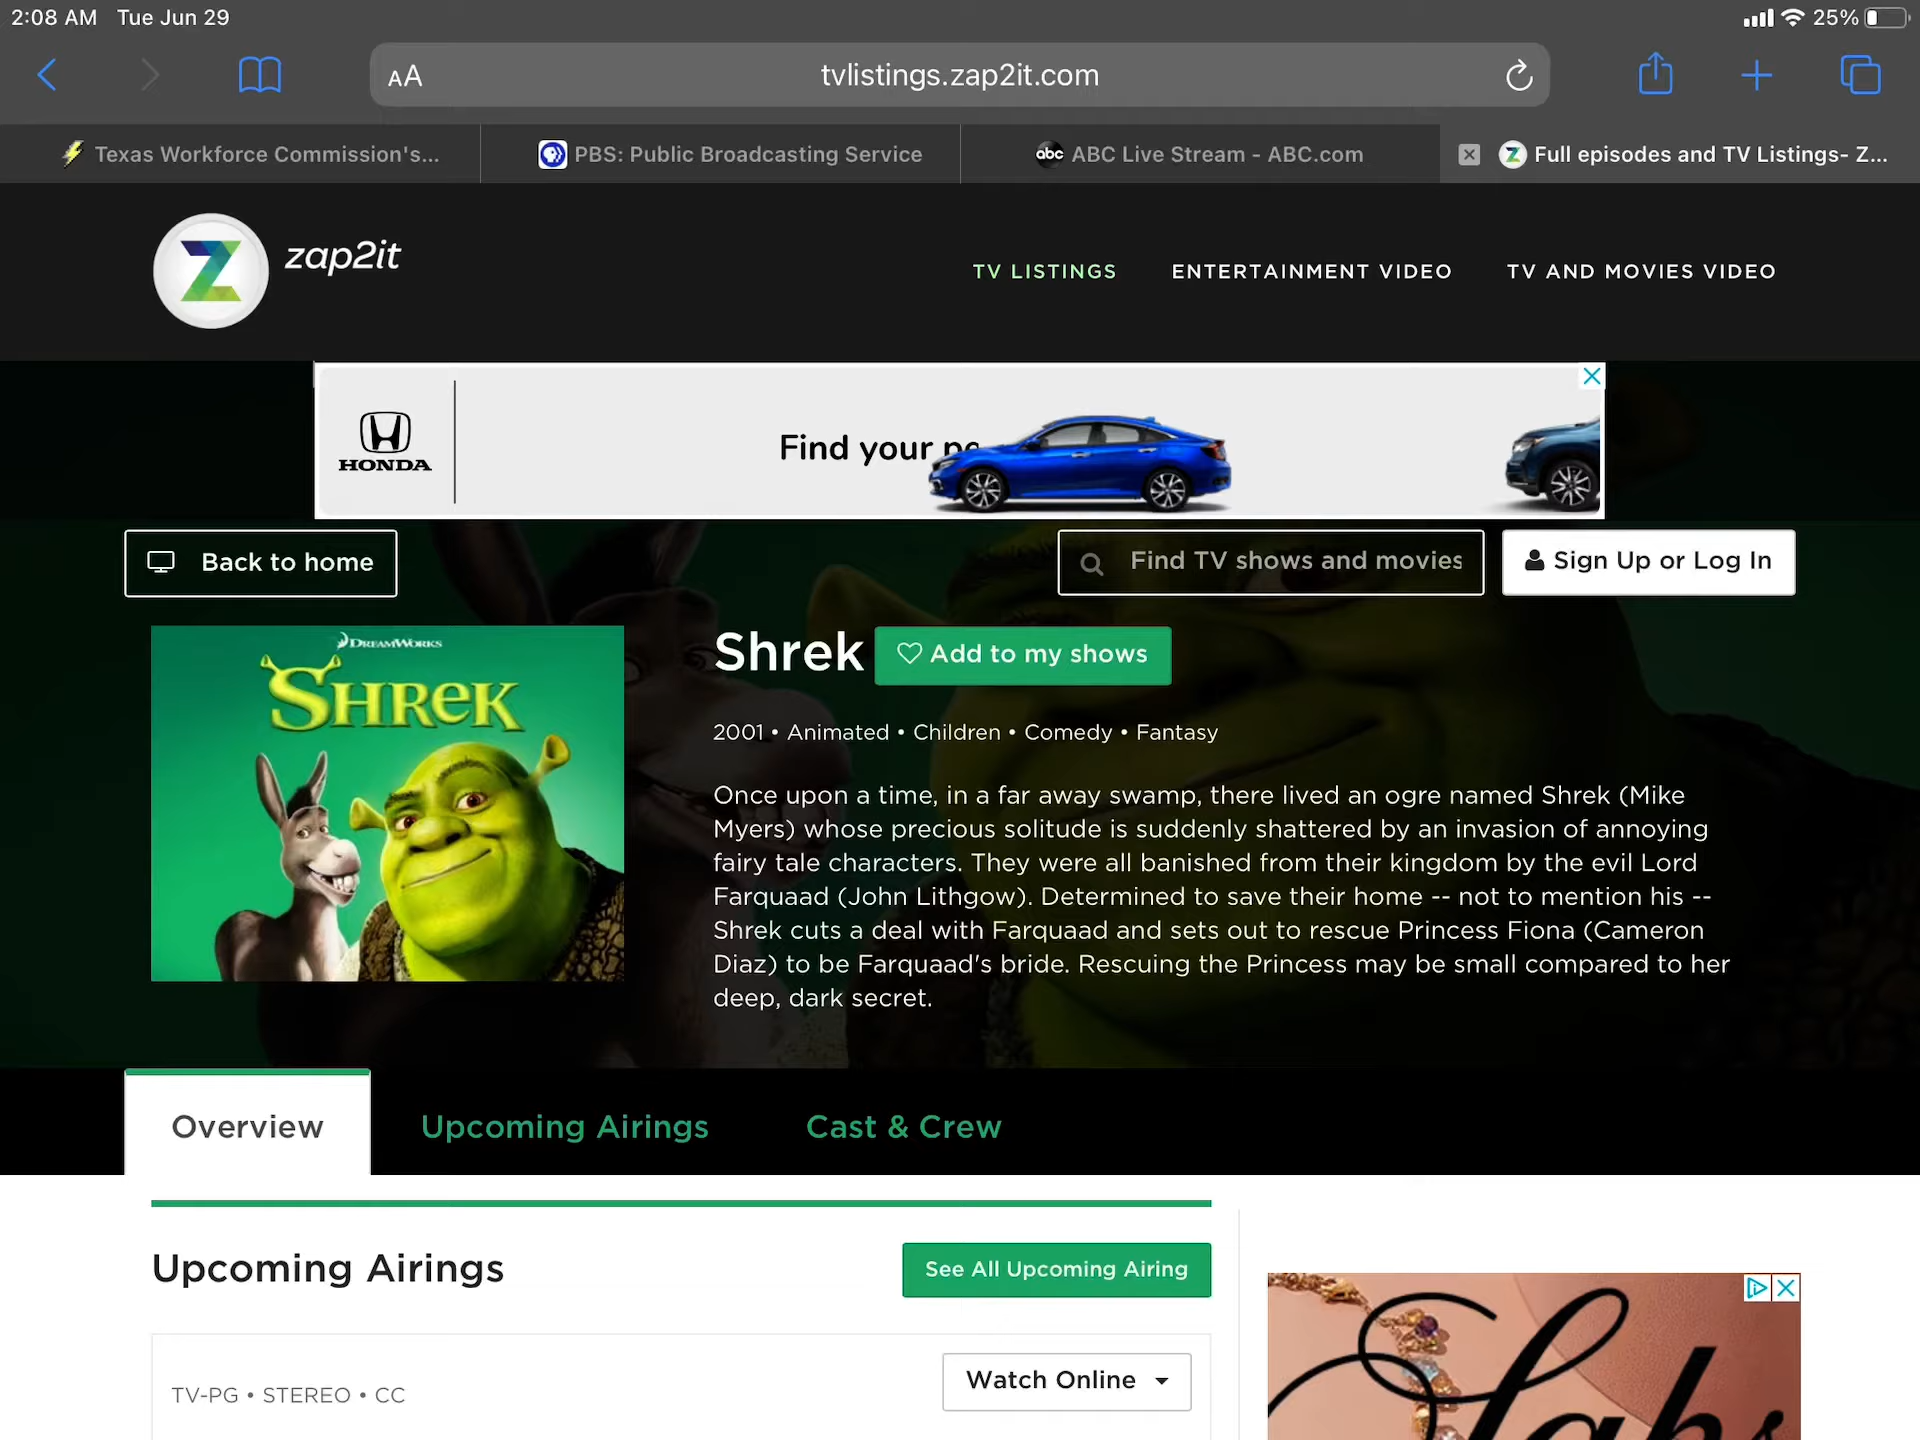 2:08 AM Tue Jun 29
25%
AA
tvlistings.zap2it.com
Texas Workforce Commission's...
PBS: Public Broadcasting Service
abc ABC Live Stream - ABC.com
Z Full episodes and TV Listings- Z...
Z zap2it
TV LISTINGS
ENTERTAINMENT VIDEO
TV AND MOVIES VIDEO
HONDA
Find your
Back to home
Find TV shows and movies
Sign Up or Log In
DREAMWORKS
SHREK
Shrek
Add to my shows
2001 • Animated • Children • Comedy • Fantasy
Once upon a time, in a far away swamp, there lived an ogre named Shrek (Mike
Myers) whose precious solitude is suddenly shattered by an invasion of annoying
fairy tale characters. They were all banished from their kingdom by the evil Lord
Farquaad (John Lithgow). Determined to save their home -- not to mention his --
Shrek cuts a deal with Farquaad and sets out to rescue Princess Fiona (Cameron
Diaz) to be Farquaad's bride. Rescuing the Princess may be small compared to her
deep, dark secret.
Overview
Upcoming Airings
Cast & Crew
Upcoming Airings
See All Upcoming Airing
TV-PG • STEREO • CC
Watch Online